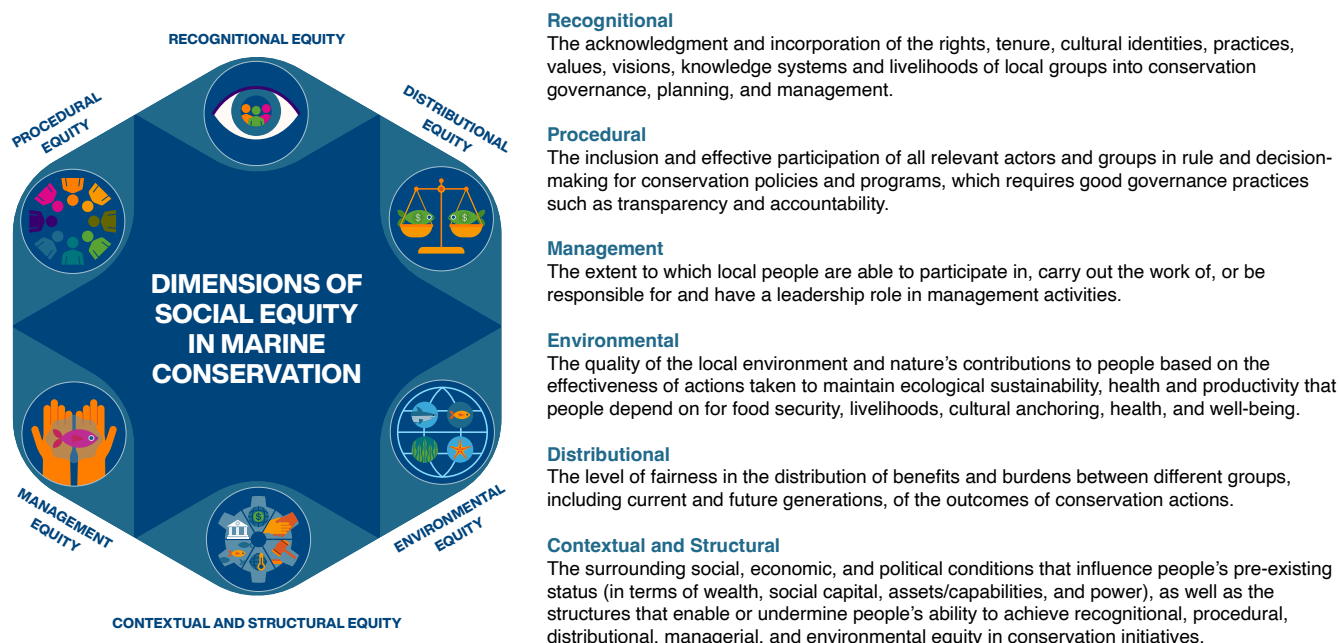 RECOGNITIONAL EQUITY
PROCEDURAL
EQUITY
DISTRIBUTIONAL
EQUITY
$ $
DIMENSIONS OF
SOCIAL EQUITY
IN MARINE
CONSERVATION
MANAGEMENT
EQUITY
ENVIRONMENTAL
EQUITY
$
CONTEXTUAL AND STRUCTURAL EQUITY
Recognitional
The acknowledgment and incorporation of the rights, tenure, cultural identities, practices,
values, visions, knowledge systems and livelihoods of local groups into conservation
governance, planning, and management.
Procedural
The inclusion and effective participation of all relevant actors and groups in rule and decision-
making for conservation policies and programs, which requires good governance practices
such as transparency and accountability.
Management
The extent to which local people are able to participate in, carry out the work of, or be
responsible for and have a leadership role in management activities.
Environmental
The quality of the local environment and nature’s contributions to people based on the
effectiveness of actions taken to maintain ecological sustainability, health and productivity that
people depend on for food security, livelihoods, cultural anchoring, health, and well-being.
Distributional
The level of fairness in the distribution of benefits and burdens between different groups,
including current and future generations, of the outcomes of conservation actions.
Contextual and Structural
The surrounding social, economic, and political conditions that influence people’s pre-existing
status (in terms of wealth, social capital, assets/capabilities, and power), as well as the
structures that enable or undermine people’s ability to achieve recognitional, procedural,
distributional, managerial, and environmental equity in conservation initiatives.